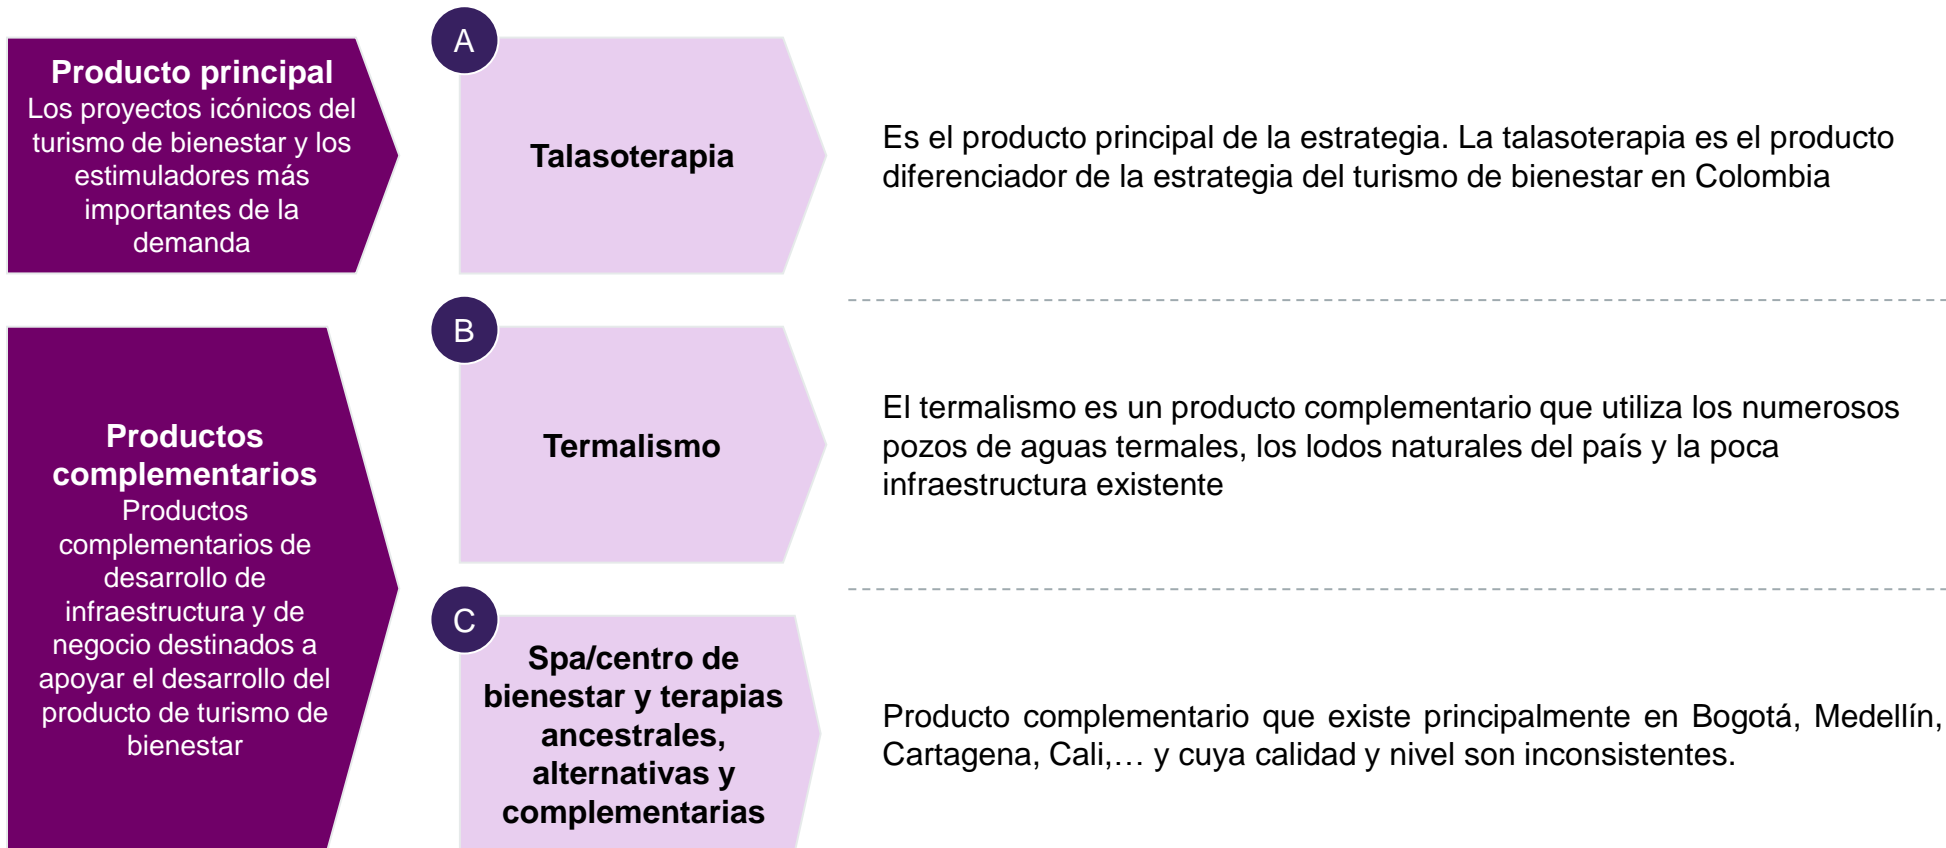 Producto principal
Los proyectos icónicos del
turismo de bienestar y los
estimuladores más
importantes de la
demanda
A
Talasoterapia
Es el producto principal de la estrategia. La talasoterapia es el producto
diferenciador de la estrategia del turismo de bienestar en Colombia
Productos
complementarios
Productos
complementarios de
desarrollo de
infraestructura y de
negocio destinados a
apoyar el desarrollo del
producto de turismo de
bienestar
B
Termalismo
El termalismo es un producto complementario que utiliza los numerosos
pozos de aguas termales, los lodos naturales del país y la poca
infraestructura existente
C
Spa/centro de
bienestar y terapias
ancestrales,
alternativas y
complementarias
Producto complementario que existe principalmente en Bogotá, Medellín,
Cartagena, Cali,… y cuya calidad y nivel son inconsistentes.